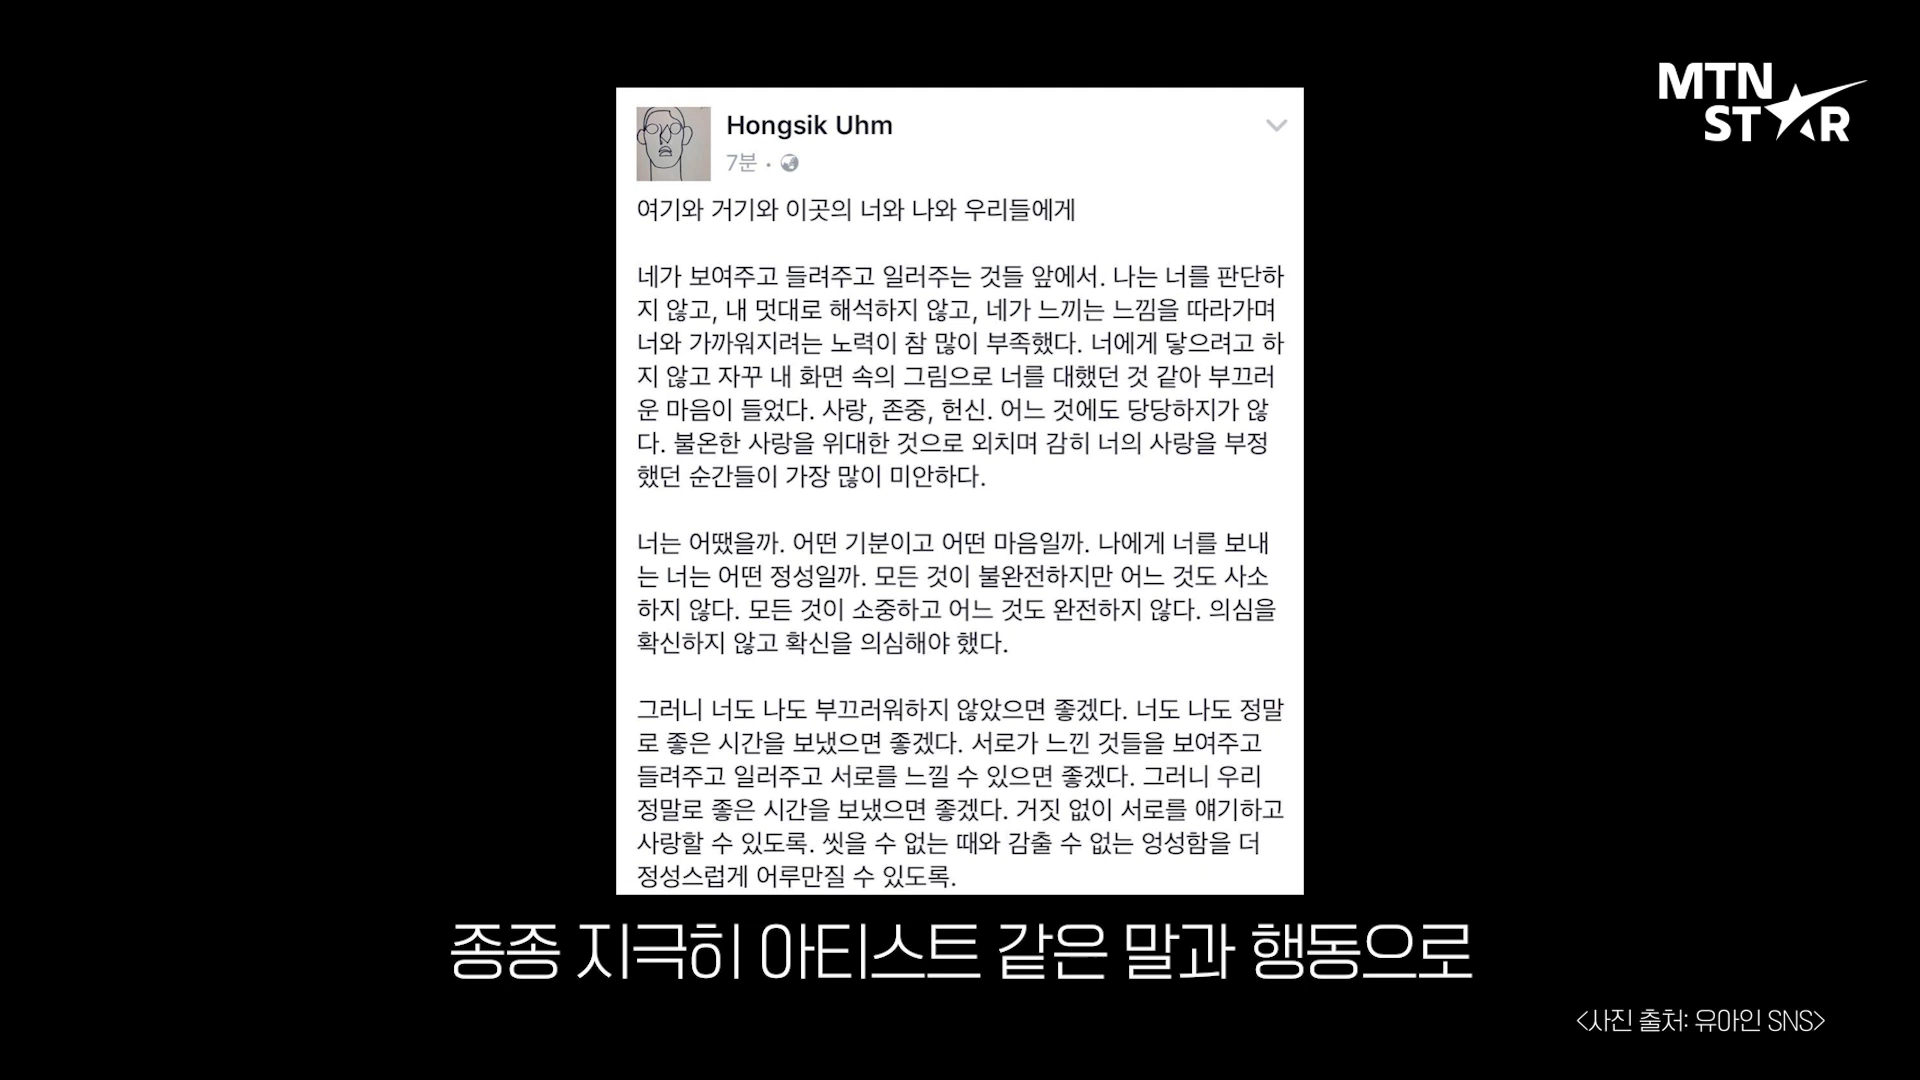 MTN
STAR
Hongsik Uhm
7분 ·
여기와 거기와 이곳의 너와 나와 우리들에게
네가 보여주고 들려주고 일러주는 것들 앞에서. 나는 너를 판단하
지 않고, 내 멋대로 해석하지 않고, 네가 느끼는 느낌을 따라가며
너와 가까워지려는 노력이 참 많이 부족했다. 너에게 닿으려고 하
지 않고 자꾸 내 화면 속의 그림으로 너를 대했던 것 같아 부끄러
운 마음이 들었다. 사랑, 존중, 헌신. 어느 것에도 당당하지가 않
다. 불온한 사랑을 위대한 것으로 외치며 감히 너의 사랑을 부정
했던 순간들이 가장 많이 미안하다.
너는 어땠을까. 어떤 기분이고 어떤 마음일까. 나에게 너를 보내
는 너는 어떤 정성일까. 모든 것이 불완전하지만 어느 것도 사소
하지 않다. 모든 것이 소중하고 어느 것도 완전하지 않다. 의심을
확신하지 않고 확신을 의심해야 했다.
그러니 너도 나도 부끄러워하지 않았으면 좋겠다. 너도 나도 정말
로 좋은 시간을 보냈으면 좋겠다. 서로가 느낀 것들을 보여주고
들려주고 일러주고 서로를 느낄 수 있으면 좋겠다. 그러니 우리
정말로 좋은 시간을 보냈으면 좋겠다. 거짓 없이 서로를 얘기하고
사랑할 수 있도록. 씻을 수 없는 때와 감출 수 없는 엉성함을 더
정성스럽게 어루만질 수 있도록.
종종 지극히 아티스트 같은 말과 행동으로
<사진 출처: 유아인 SNS>